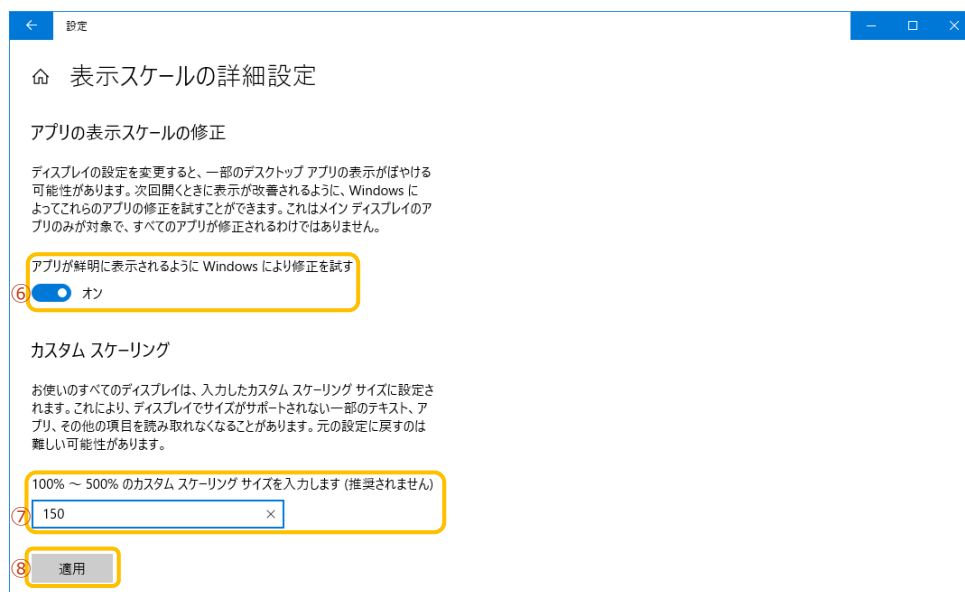 設定
表示スケールの詳細設定
アプリの表示スケールの修正
ディスプレイの設定を変更すると、一部のデスクトップ アプリの表示がぼやける
可能性があります。次回開くときに表示が改善されるように、Windows に
よってこれらのアプリの修正を試すことができます。これはメイン ディスプレイのア
プリのみが対象で、すべてのアプリが修正されるわけではありません。
アプリが鮮明に表示されるように Windows により修正を試す
⑥ オン
カスタム スケーリング
お使いのすべてのディスプレイは、入力したカスタム スケーリング サイズに設定さ
れます。これにより、ディスプレイでサイズがサポートされない一部のテキスト、ア
プリ、その他の項目を読み取れなくなることがあります。元の設定に戻すのは
難しい可能性があります。
100% ～ 500% のカスタム スケーリング サイズを入力します (推奨されません)
⑦ 150
⑧ 適用